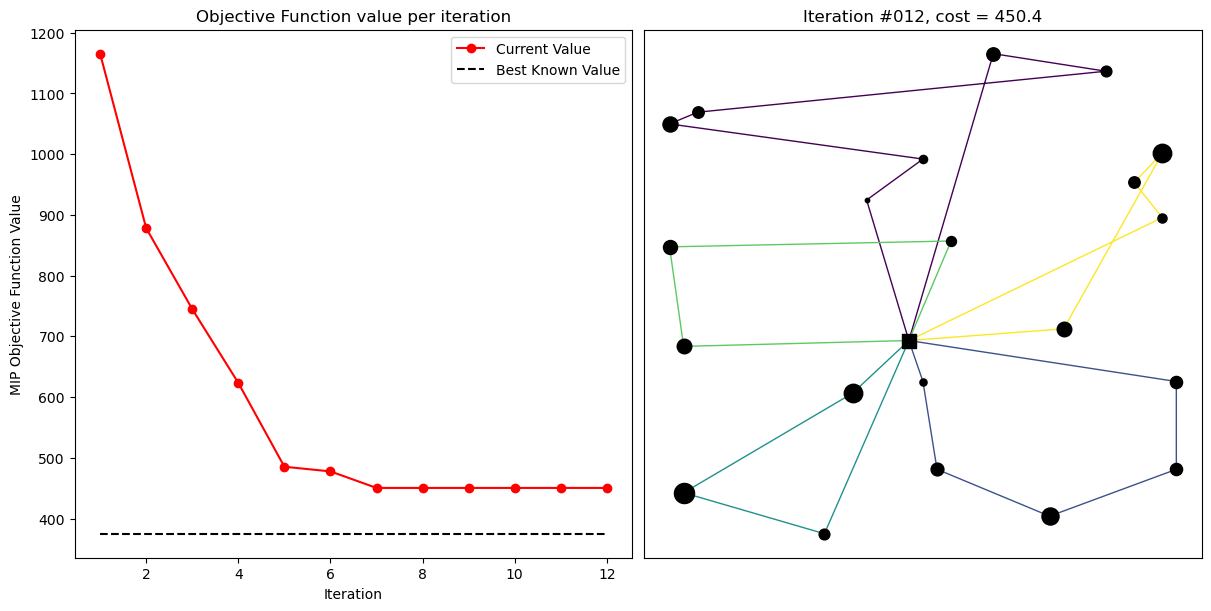 Objective Function value per iteration
MIP Objective Function Value
1200
1100
1000
900
800
700
600
500
400
Current Value
Best Known Value
2
4
6
8
10
12
Iteration
Iteration #012, cost = 450.4